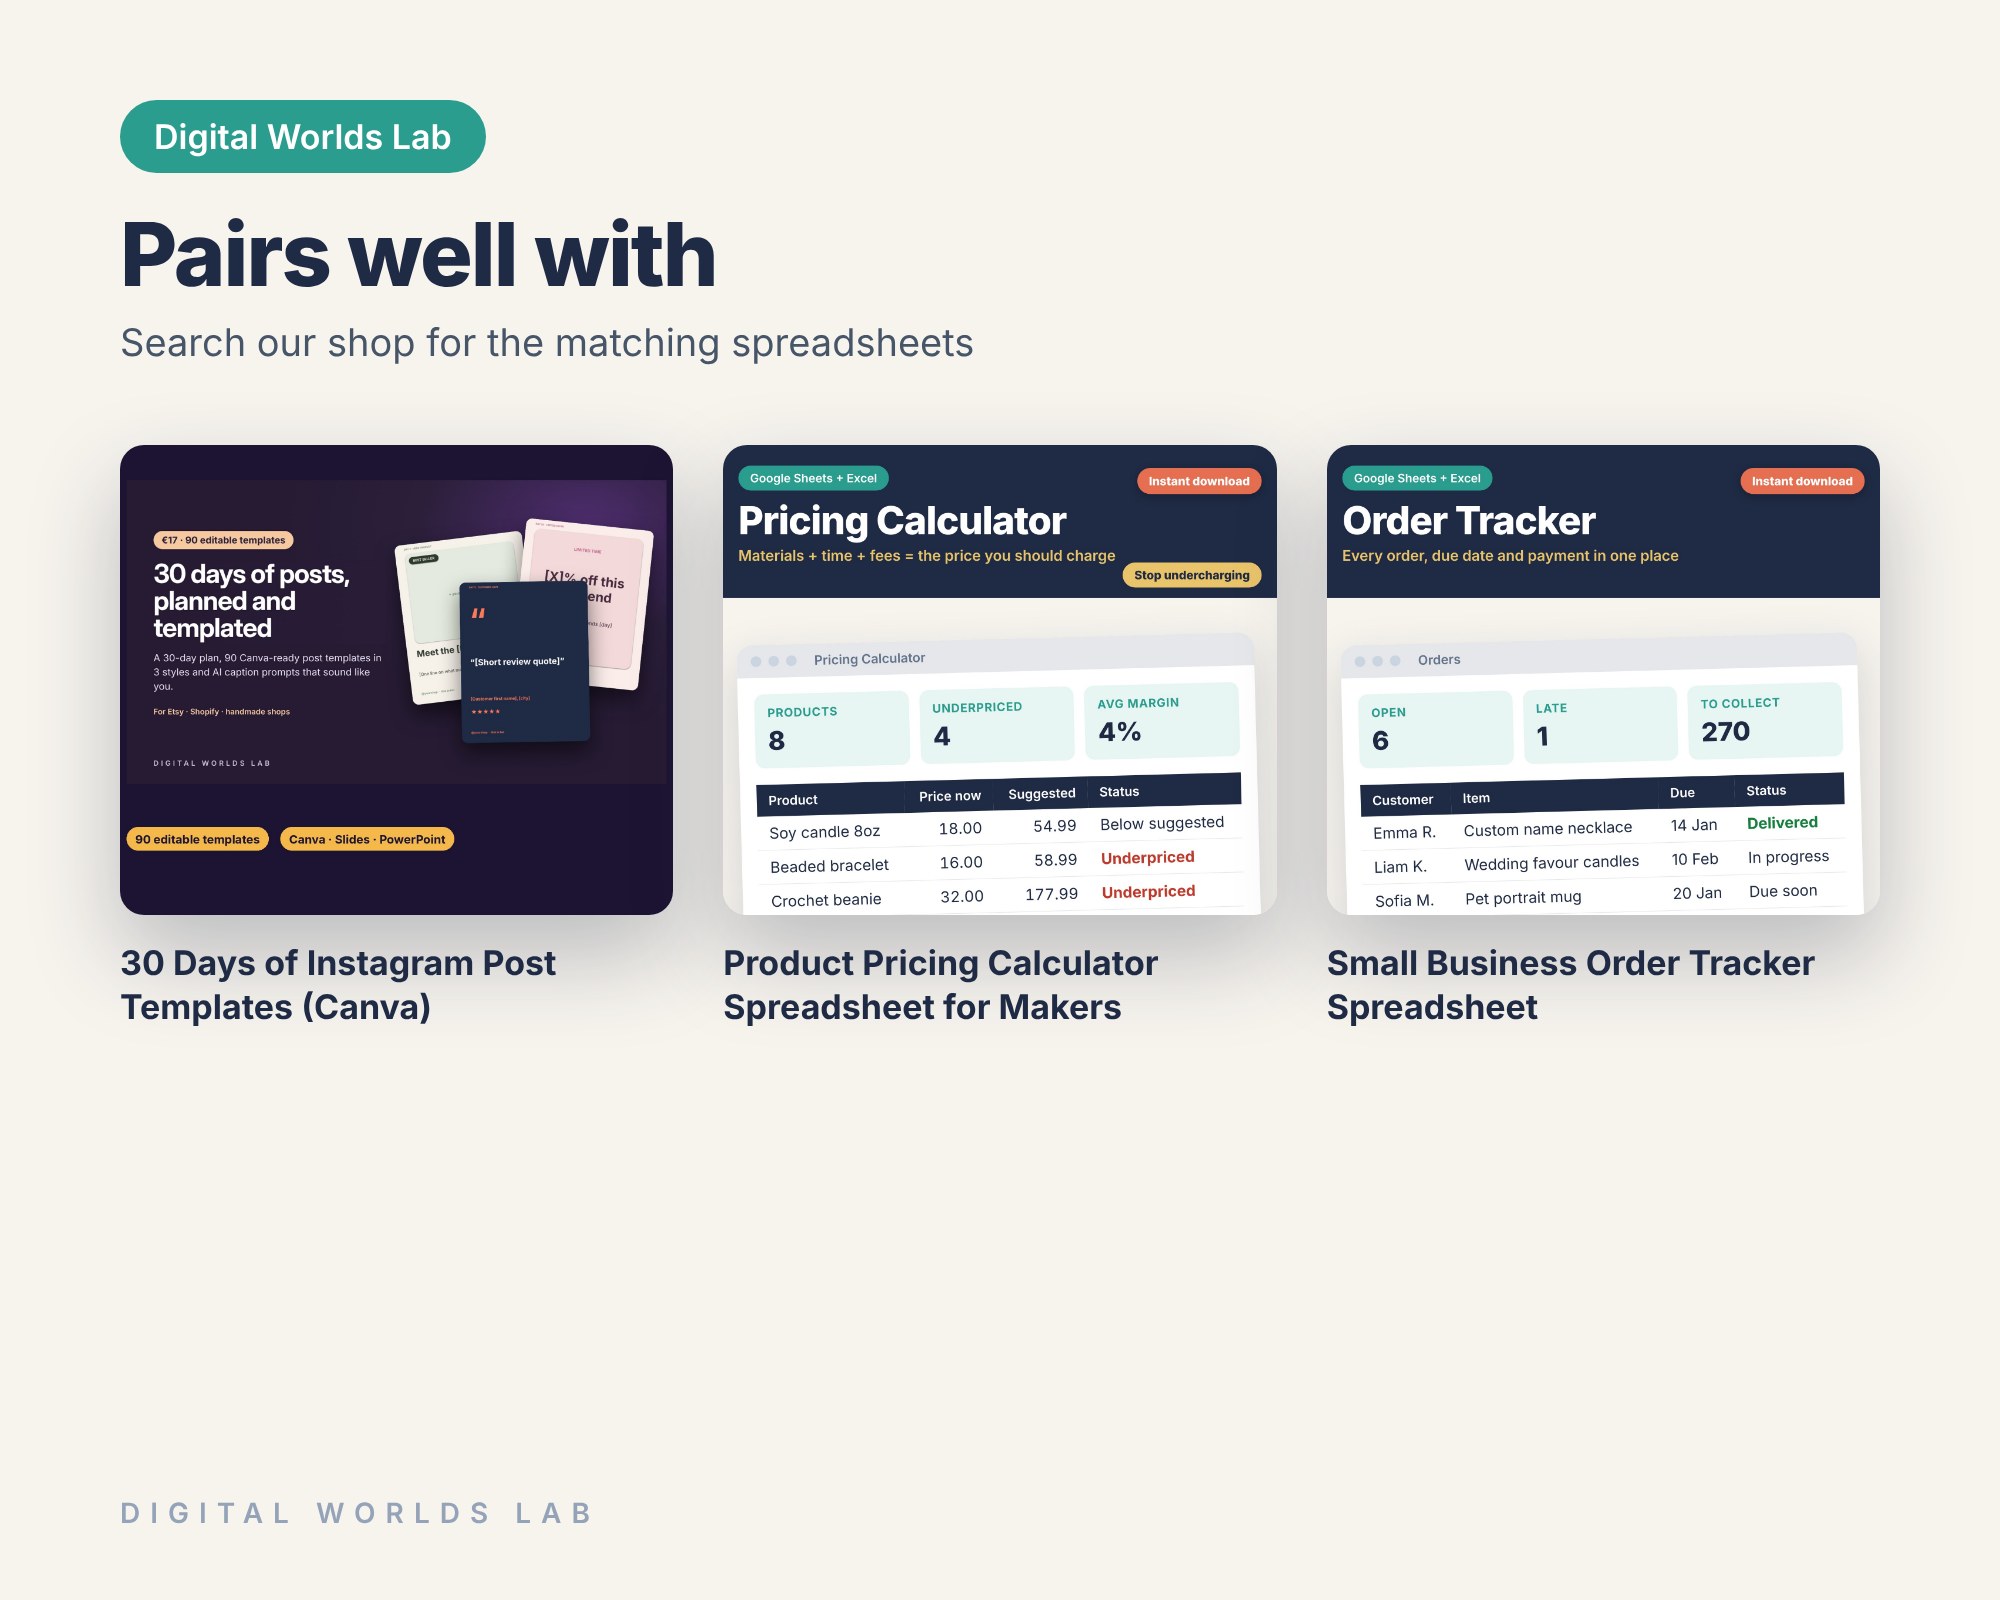 Digital Worlds Lab
Pairs well with
Search our shop for the matching spreadsheets
€17 · 90 editable templates
30 days of posts,
planned and
templated
A 30-day plan, 90 Canva-ready post templates in
3 styles and AI caption prompts that sound like
you.
For Etsy · Shopify · handmade shops
DIGITAL WORLDS LAB
Meet the [
[X]% off this
end
"[Short review quote]"
90 editable templates
Canva · Slides · PowerPoint
30 Days of Instagram Post
Templates (Canva)
Google Sheets + Excel
Instant download
Pricing Calculator
Materials + time + fees = the price you should charge
Stop undercharging
Pricing Calculator
PRODUCTS UNDERPRICED AVG MARGIN
8 4 4%
Product Price now Suggested Status
Soy candle 8oz 18.00 54.99 Below suggested
Beaded bracelet 16.00 58.99 Underpriced
Crochet beanie 32.00 177.99 Underpriced
Product Pricing Calculator
Spreadsheet for Makers
Google Sheets + Excel
Instant download
Order Tracker
Every order, due date and payment in one place
Orders
OPEN LATE TO COLLECT
6 1 270
Customer Item Due Status
Emma R. Custom name necklace 14 Jan Delivered
Liam K. Wedding favour candles 10 Feb In progress
Sofia M. Pet portrait mug 20 Jan Due soon
Small Business Order Tracker
Spreadsheet
DIGITAL WORLDS LAB